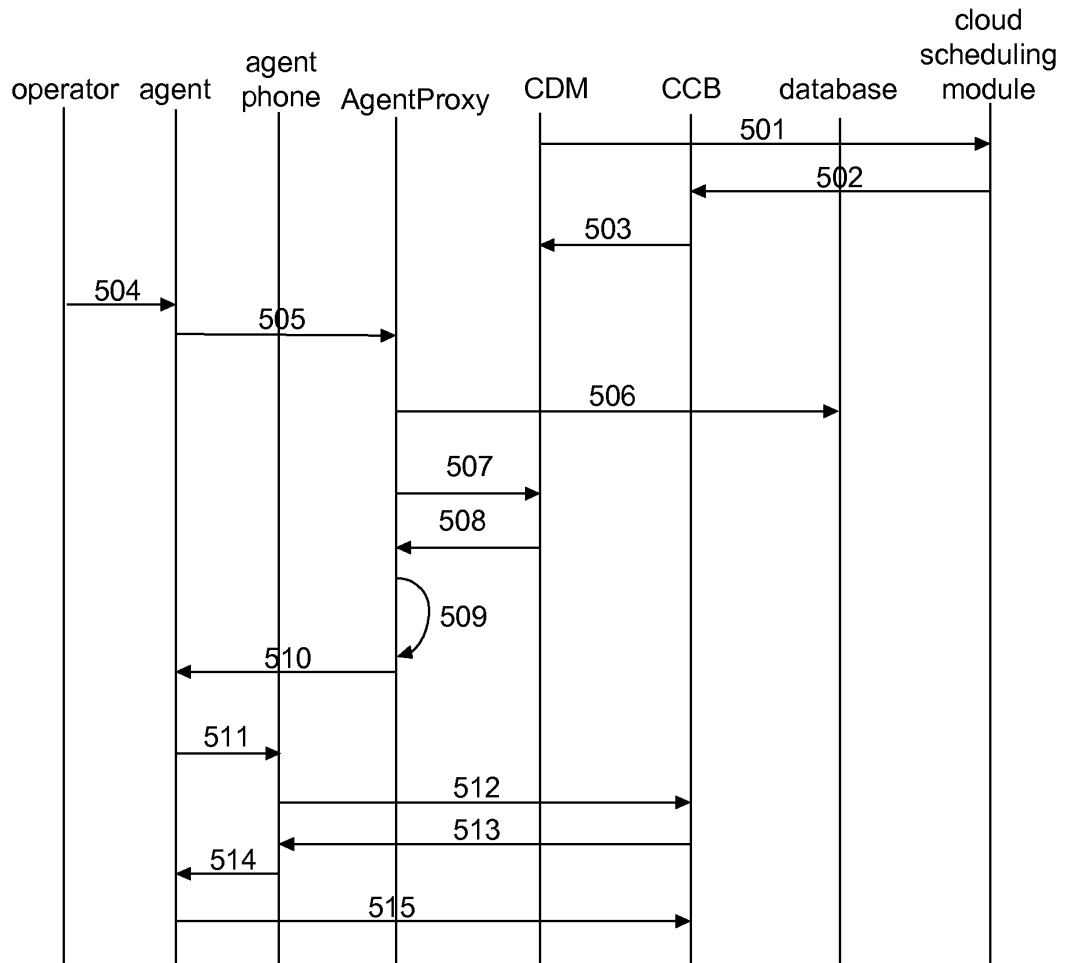 cloud
scheduling
module
agent
phone
operator
agent
AgentProxy
CDM
CCB
database
501
502
503
504
505
506
507
508
509
510
511
512
513
514
515